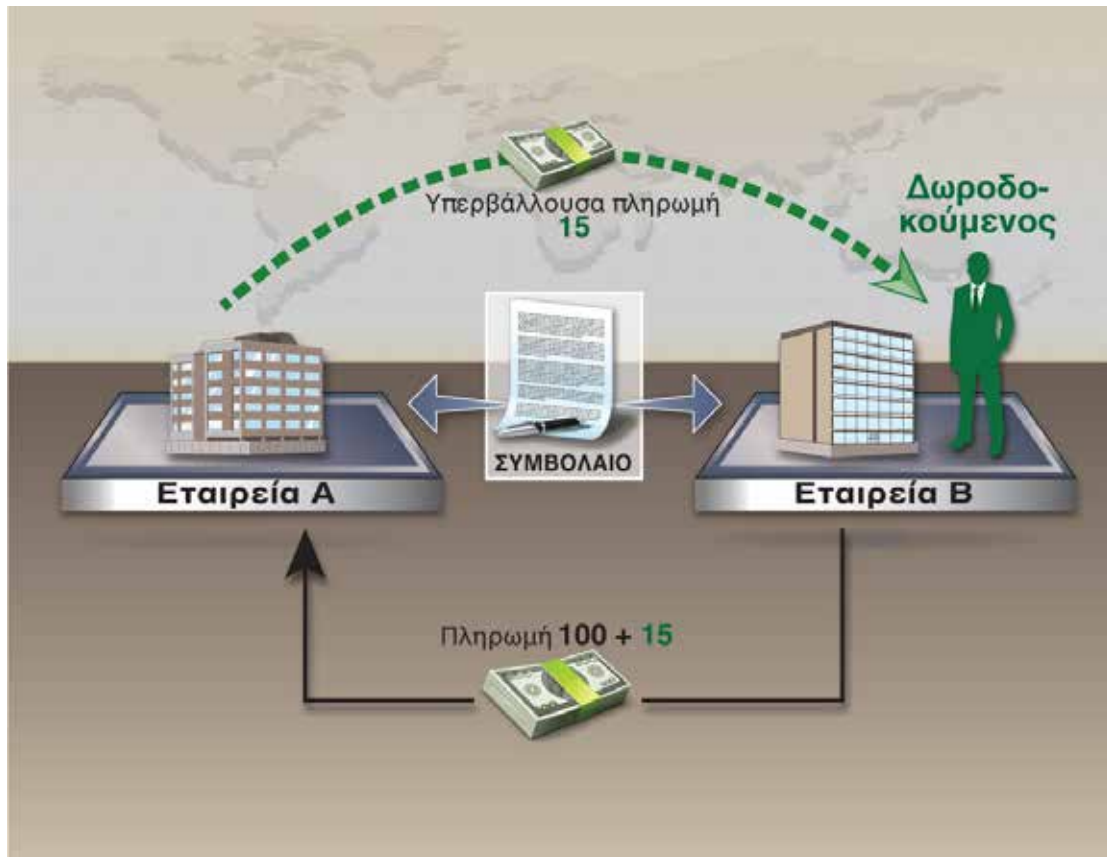 Υπερβάλλουσα πληρωμή
15
Δωροδο-
κούμενος
ΣΥΜΒΟΛΑΙΟ
Εταιρεία Α
Εταιρεία Β
Πληρωμή 100 + 15